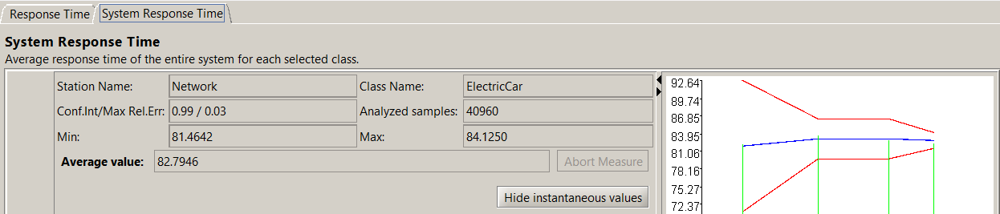 Response Time System Response Time
System Response Time
Average response time of the entire system for each selected class.
Station Name: Network Class Name: ElectricCar
Conf.Int/Max Rel.Err: 0.99 / 0.03 Analyzed samples: 40960
Min: 81.4642 Max: 84.1250
Average value: 82.7946 Abort Measure
Hide instantaneous values
92.64
89.74
86.85
83.95
81.06
78.16
75.27
72.37